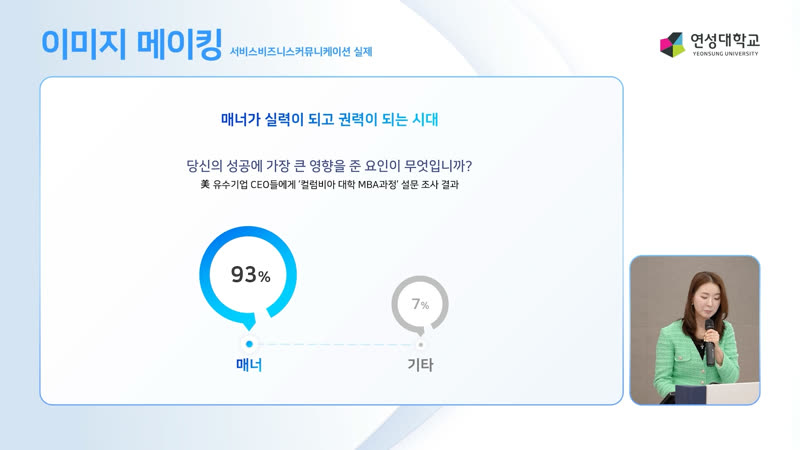 이미지 메이킹 서비스비즈니스커뮤니케이션 실제
연성대학교
YEONSUNG UNIVERSITY
매너가 실력이 되고 권력이 되는 시대
당신의 성공에 가장 큰 영향을 준 요인이 무엇입니까?
美 유수기업 CEO들에게 '컬럼비아 대학 MBA과정' 설문 조사 결과
93%
7%
매너
기타